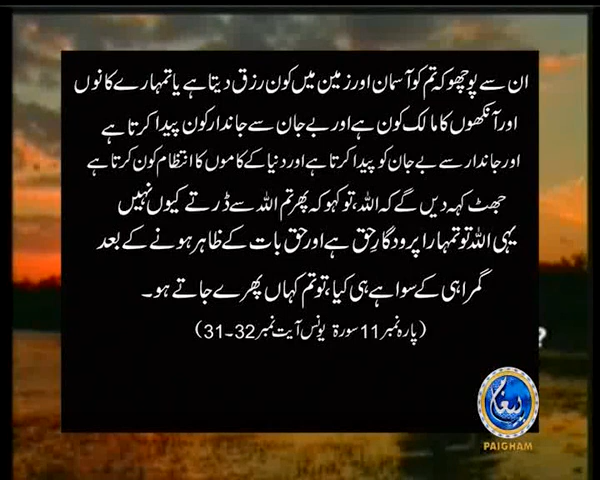 ان سے پوچھو کہ تم کو آسمان اور زمین میں کون رزق دیتا ہے یا تمہارے کانوں
اور آنکھوں کا مالک کون ہے اور بے جان سے جاندار کون پیدا کرتا ہے
اور جاندار سے بے جان کو پیدا کرتا ہے اور دنیا کے کاموں کا انتظام کون کرتا ہے
جھٹ کہہ دیں گے کہ اللہ، تو کہو کہ پھر تم اللہ سے ڈرتے کیوں نہیں
یہی اللہ تو تمہارا پرودگارِ حق ہے اور حق بات کے ظاہر ہونے کے بعد
گمراہی کے سوا ہے ہی کیا، تو تم کہاں پھرے جاتے ہو۔
(پارہ نمبر 11 سورۃ یونس آیت نمبر 32-31)
?
پیغام
PAIGHAM